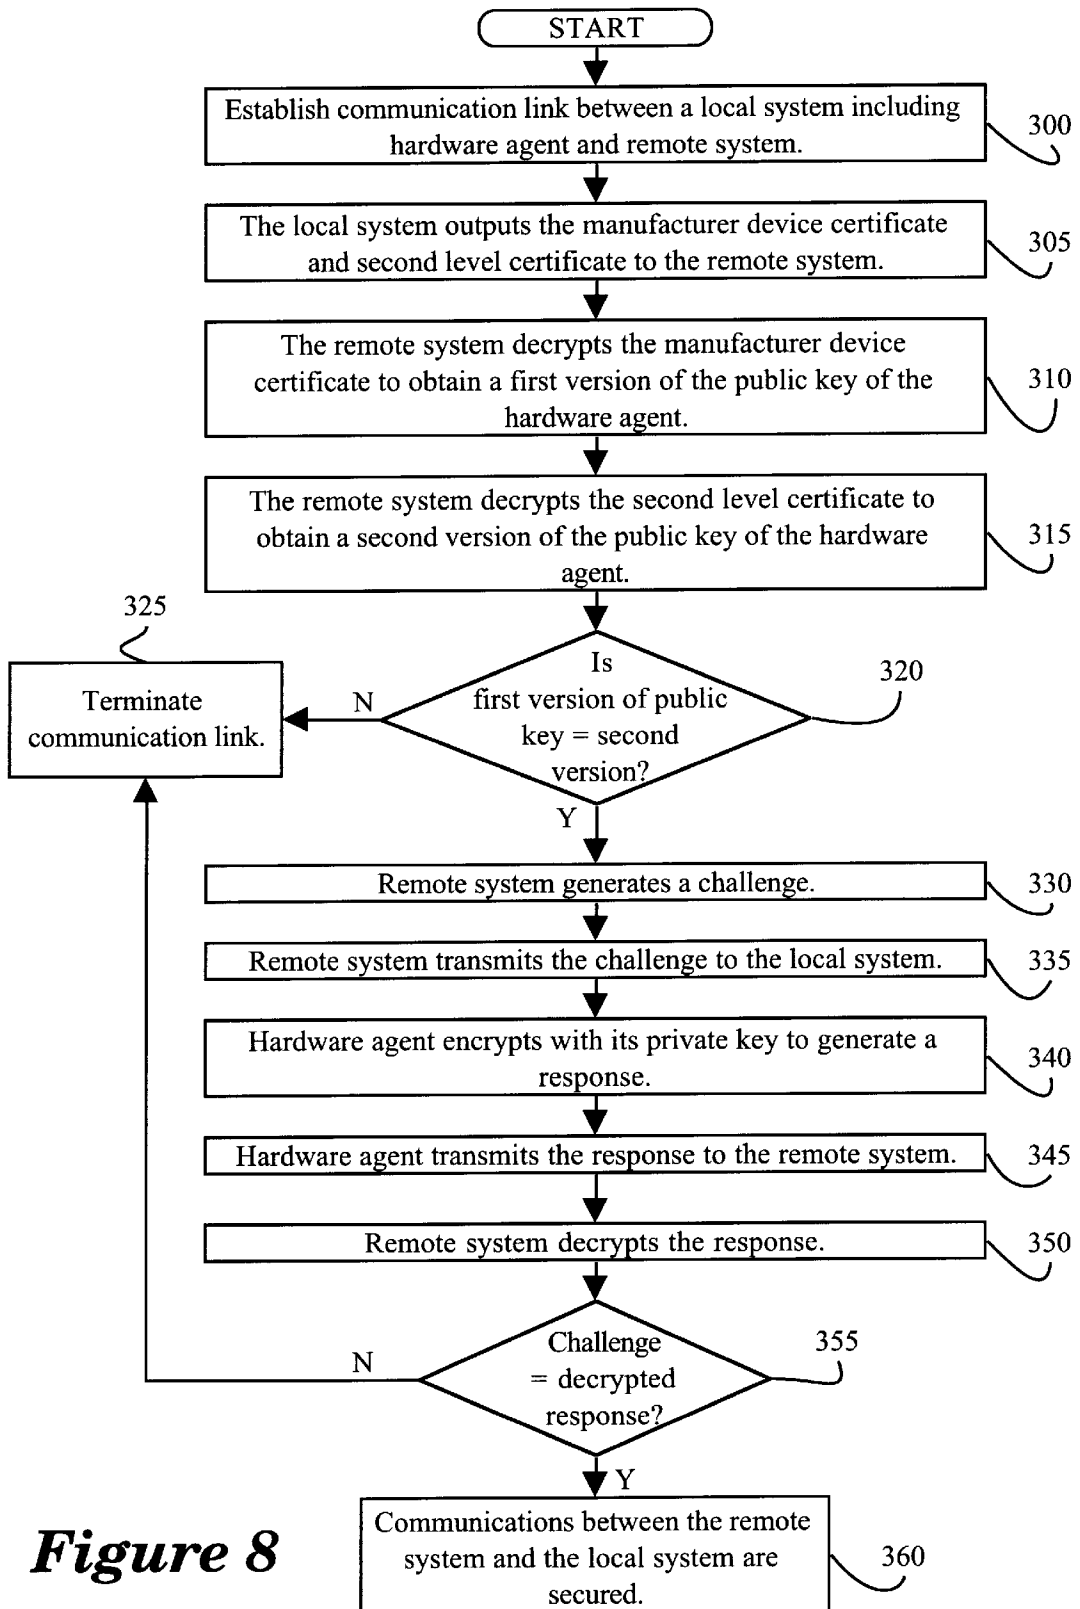 START
Establish communication link between a local system including
hardware agent and remote system.
300
The local system outputs the manufacturer device certificate
and second level certificate to the remote system.
305
The remote system decrypts the manufacturer device
certificate to obtain a first version of the public key of the
hardware agent.
310
The remote system decrypts the second level certificate to
obtain a second version of the public key of the hardware
agent.
315
325
Terminate
communication link.
N
Is
first version of public
key = second
version?
320
Y
Remote system generates a challenge.
330
Remote system transmits the challenge to the local system.
335
Hardware agent encrypts with its private key to generate a
response.
340
Hardware agent transmits the response to the remote system.
345
Remote system decrypts the response.
350
N
Challenge
= decrypted
response?
355
Y
Communications between the remote
system and the local system are
secured.
360
Figure 8